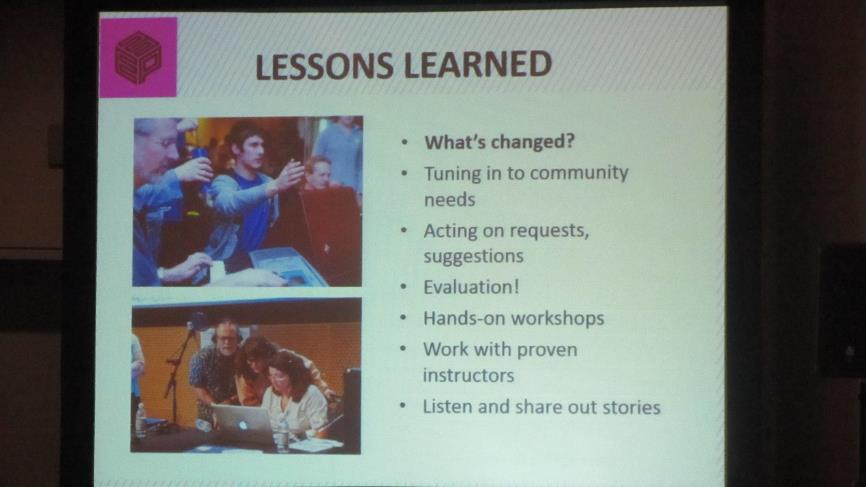 LESSONS LEARNED
• What's changed?
• Tuning in to community
needs
• Acting on requests,
suggestions
• Evaluation!
• Hands-on workshops
• Work with proven
instructors
• Listen and share out stories